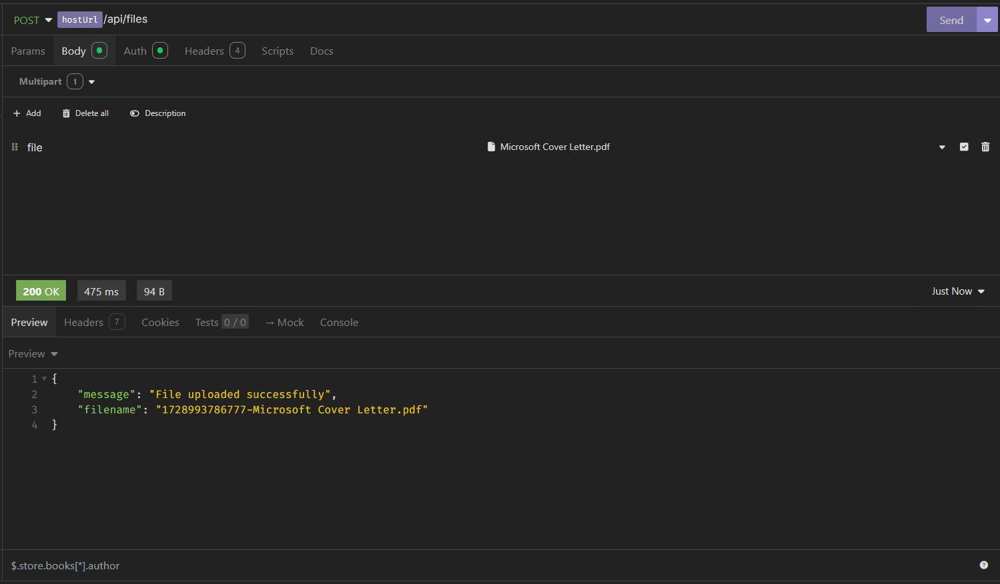 POST hostUrl/api/files Send
Params Body Auth Headers 4 Scripts Docs
Multipart 1
Add Delete all Description
file Microsoft Cover Letter.pdf
200 OK 475 ms 94 B Just Now
Preview Headers 7 Cookies Tests 0 / 0 → Mock Console
Preview
1 {
2 "message": "File uploaded successfully",
3 "filename": "1728993786777-Microsoft Cover Letter.pdf"
4 }
$.store.books[*].author ?